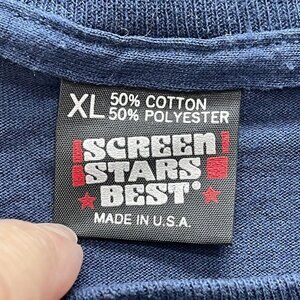 XL 50% COTTON
50% POLYESTER
SCREEN
STARS
BEST®
MADE IN U.S.A.